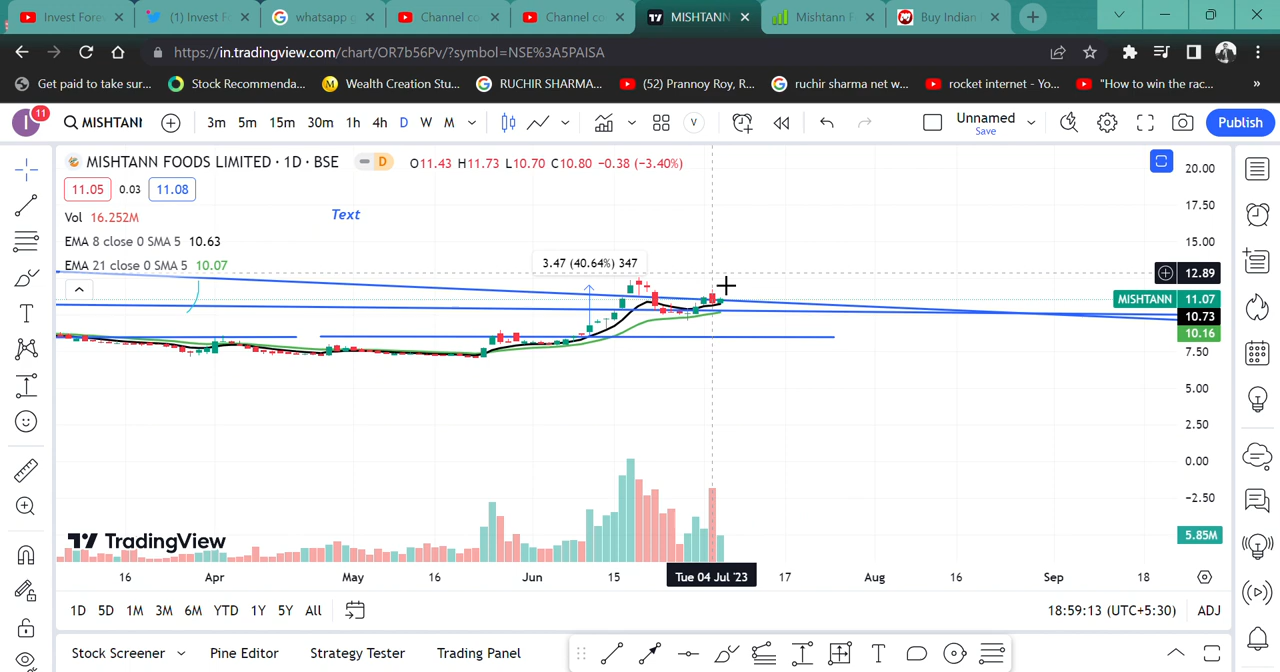 Invest Fores
(1) Invest F
whatsapp g
Channel co
Channel co
MISHTANN
Mishtann F
Buy Indian
https://in.tradingview.com/chart/OR7b56Pv/?symbol=NSE%3A5PAISA
Get paid to take sur...
Stock Recommenda...
Wealth Creation Stu...
RUCHIR SHARMA...
(52) Prannoy Roy, R...
ruchir sharma net w...
rocket internet - Yo...
"How to win the rac...
»
I 11
MISHTANI
3m 5m 15m 30m 1h 4h D W M
V
Unnamed
Save
Publish
MISHTANN FOODS LIMITED · 1D · BSE
D
O11.43 H11.73 L10.70 C10.80 −0.38 (−3.40%)
11.05 0.03 11.08
Vol 16.252M
Text
EMA 8 close 0 SMA 5 10.63
EMA 21 close 0 SMA 5 10.07
3.47 (40.64%) 347
20.00
17.50
15.00
12.89
MISHTANN 11.07
10.73
10.16
7.50
5.00
2.50
0.00
−2.50
5.85M
TradingView
16 Apr May 16 Jun 15 Tue 04 Jul '23 17 Aug 16 Sep 18
1D 5D 1M 3M 6M YTD 1Y 5Y All
18:59:13 (UTC+5:30) ADJ
Stock Screener Pine Editor Strategy Tester Trading Panel